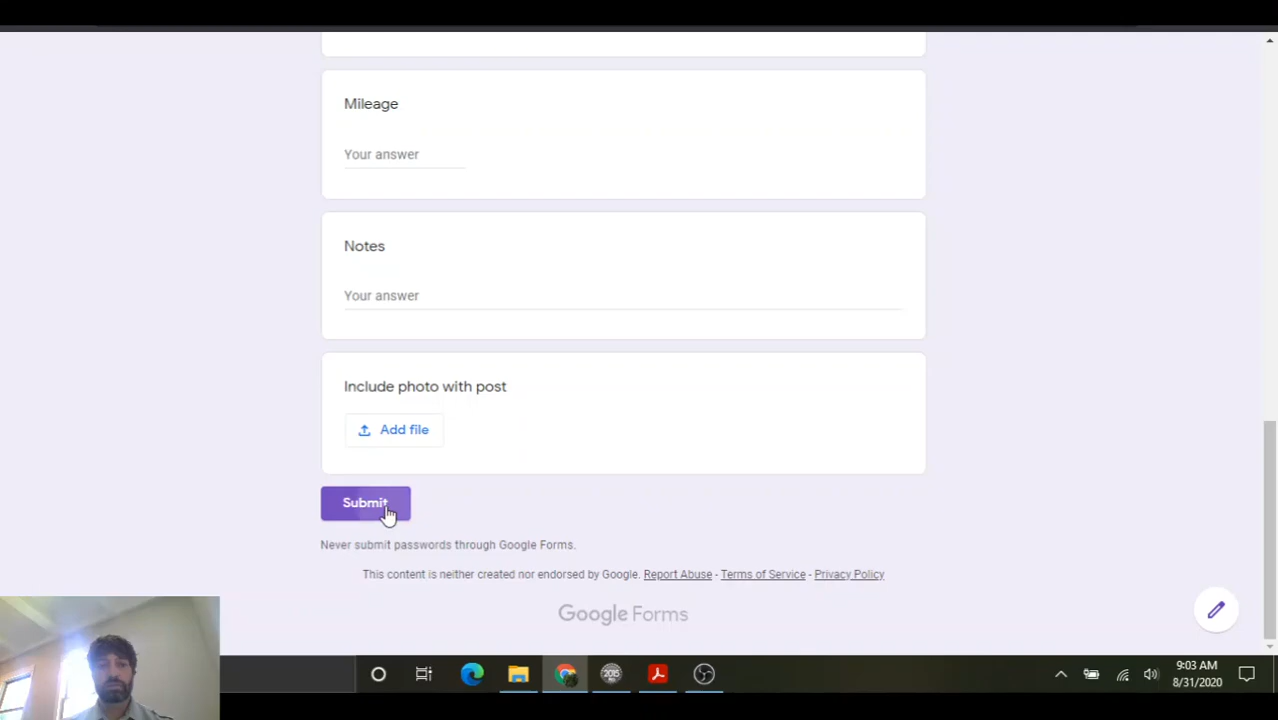 Mileage
Your answer
Notes
Your answer
Include photo with post
Add file
Submit
Never submit passwords through Google Forms.
This content is neither created nor endorsed by Google. Report Abuse - Terms of Service - Privacy Policy
Google Forms
2015
9:03 AM
8/31/2020